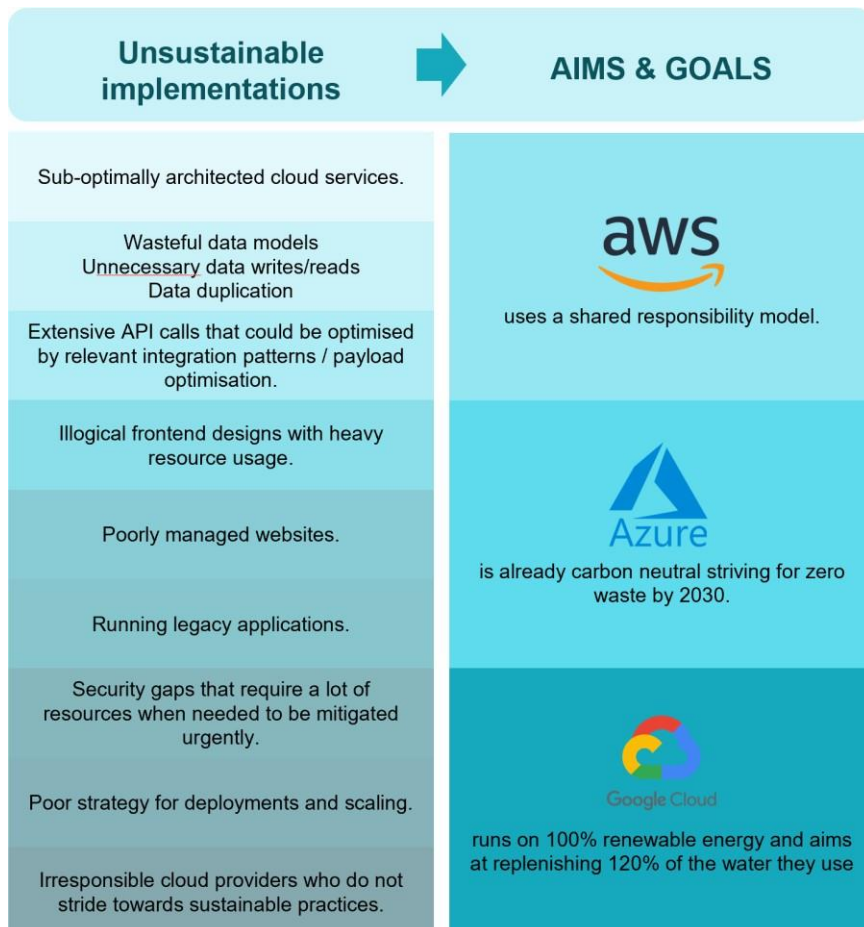 Unsustainable
implementations
AIMS & GOALS
Sub-optimally architected cloud services.
Wasteful data models
Unnecessary data writes/reads
Data duplication
Extensive API calls that could be optimised
by relevant integration patterns / payload
optimisation.
Illogical frontend designs with heavy
resource usage.
Poorly managed websites.
Running legacy applications.
Security gaps that require a lot of
resources when needed to be mitigated
urgently.
Poor strategy for deployments and scaling.
Irresponsible cloud providers who do not
stride towards sustainable practices.
aws
uses a shared responsibility model.
Azure
is already carbon neutral striving for zero
waste by 2030.
Google Cloud
runs on 100% renewable energy and aims
at replenishing 120% of the water they use